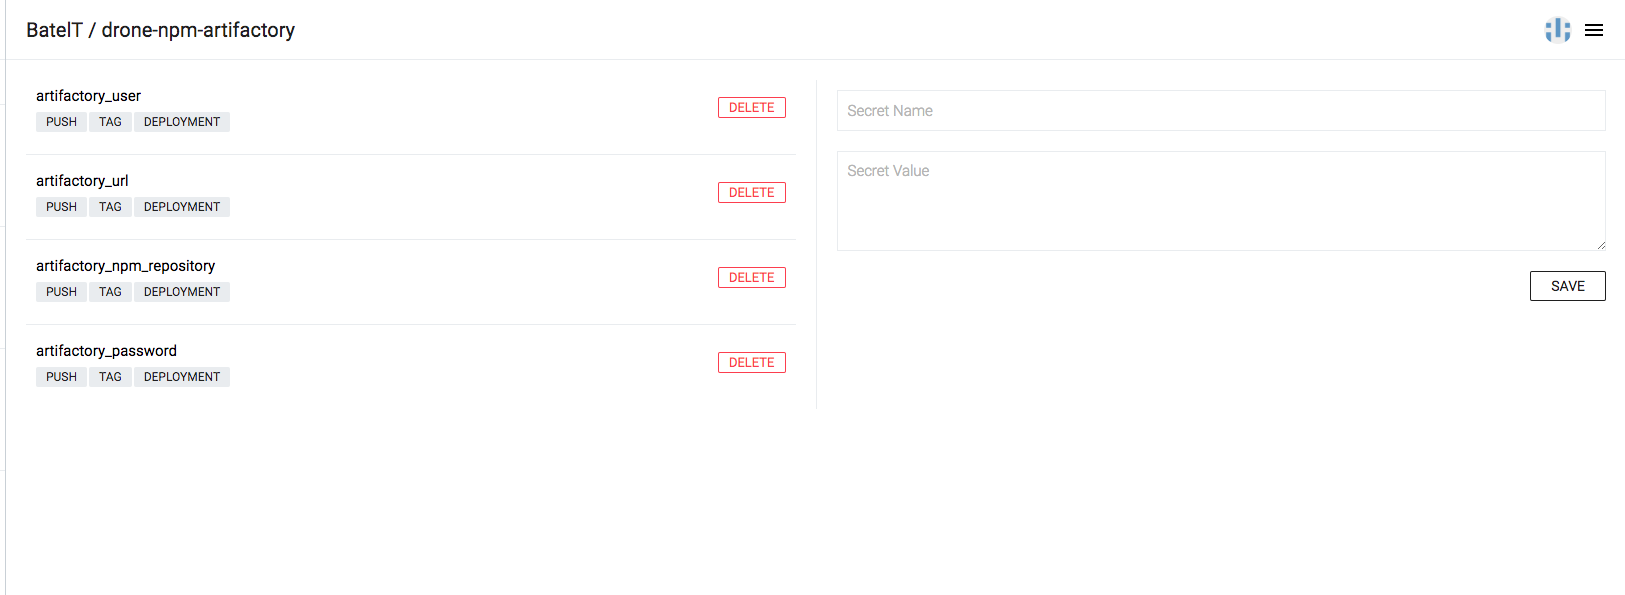 BatelT / drone-npm-artifactory
artifactory_user
DELETE
PUSH TAG DEPLOYMENT
artifactory_url
DELETE
PUSH TAG DEPLOYMENT
artifactory_npm_repository
DELETE
PUSH TAG DEPLOYMENT
artifactory_password
DELETE
PUSH TAG DEPLOYMENT
Secret Name
Secret Value
SAVE